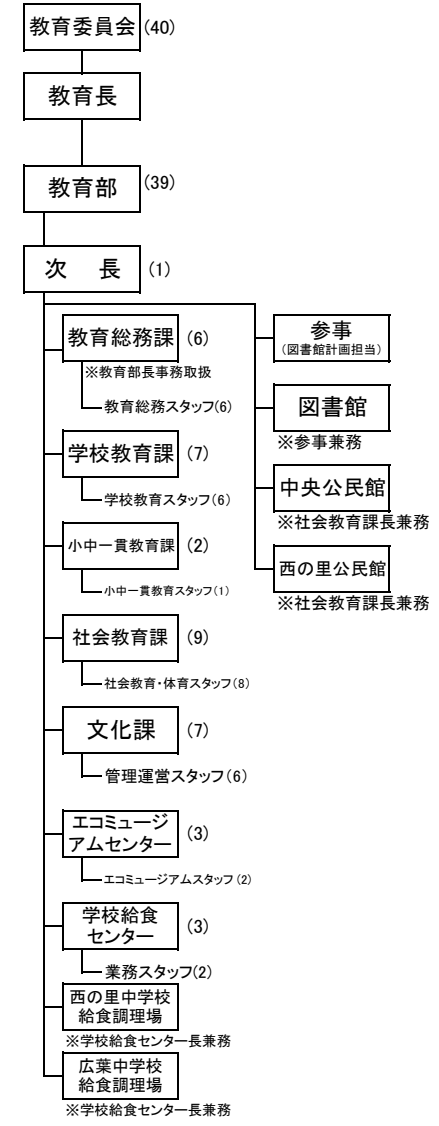 教育委員会 (40)
教育長
教育部 (39)
次　長 (1)
教育総務課 (6)
※教育部長事務取扱
教育総務スタッフ(6)
学校教育課 (7)
学校教育スタッフ(6)
小中一貫教育課 (2)
小中一貫教育スタッフ(1)
社会教育課 (9)
社会教育・体育スタッフ(8)
文化課 (7)
管理運営スタッフ(6)
エコミュージ
アムセンター (3)
エコミュージアムスタッフ(2)
学校給食
センター (3)
業務スタッフ(2)
西の里中学校
給食調理場
※学校給食センター長兼務
広葉中学校
給食調理場
※学校給食センター長兼務
参事
(図書館計画担当)
図書館
※参事兼務
中央公民館
※社会教育課長兼務
西の里公民館
※社会教育課長兼務